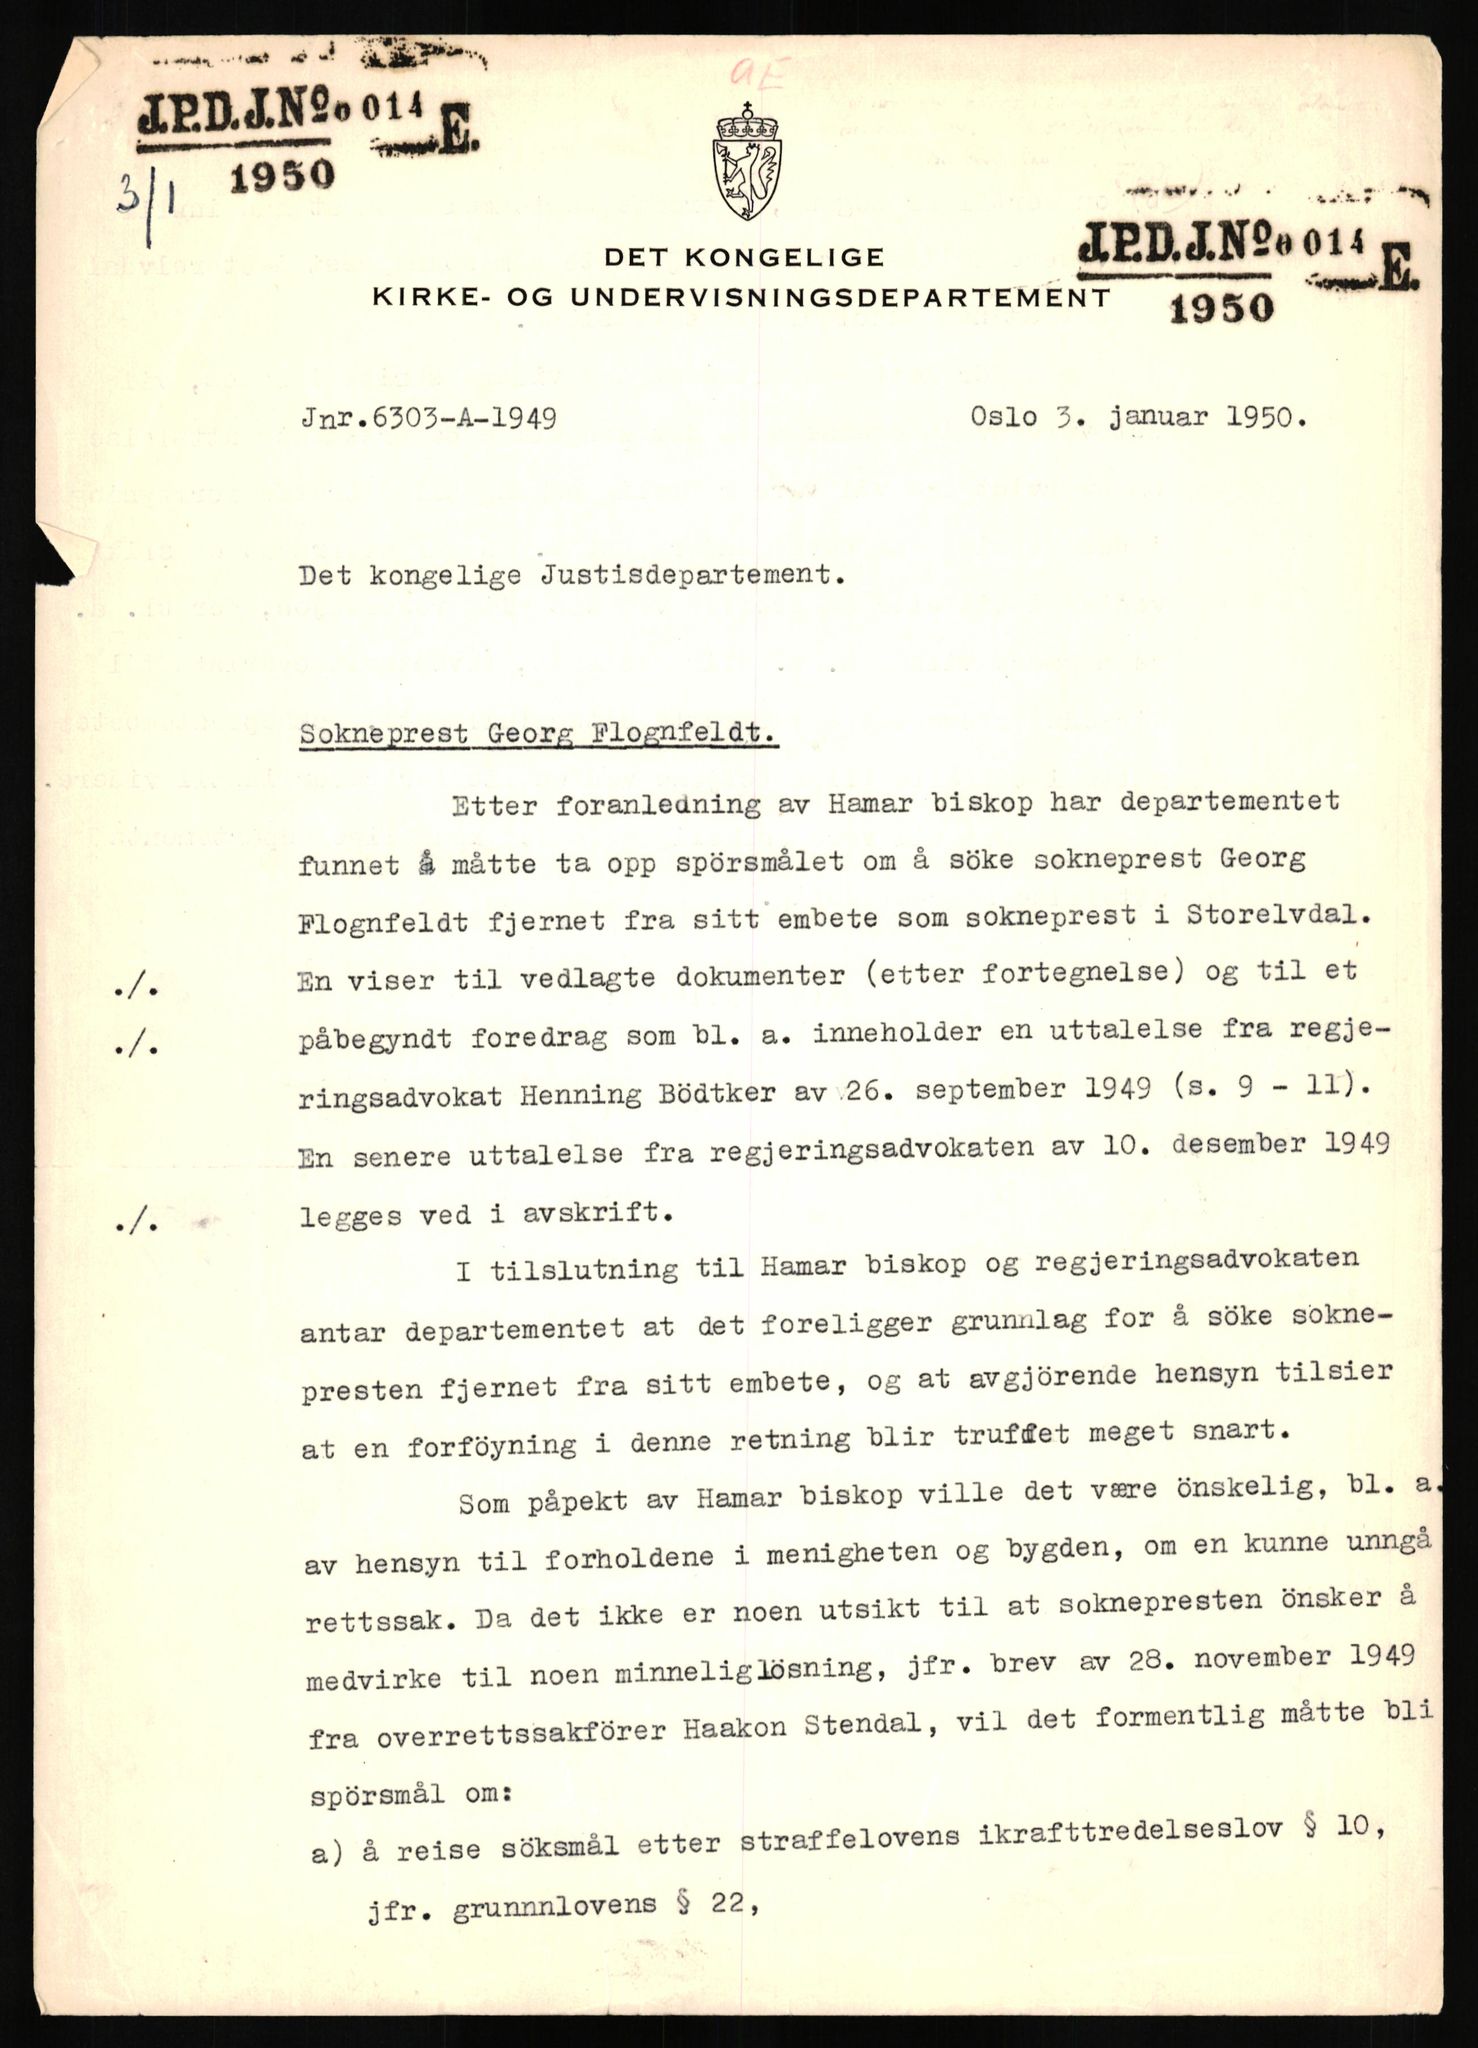 aE
J.P.D.J.Nº 0 014 E.
1950
3/1
J.P.D.J.Nº 0 014 E.
1950
DET KONGELIGE
KIRKE- OG UNDERVISNINGSDEPARTEMENT
Jnr.6303-A-1949
Oslo 3. januar 1950.
Det kongelige Justisdepartement.
Sokneprest Georg Flognfeldt.
Etter foranledning av Hamar biskop har departementet
funnet å måtte ta opp spörsmålet om å söke sokneprest Georg
Flognfeldt fjernet fra sitt embete som sokneprest i Storelvdal.
./. En viser til vedlagte dokumenter (etter fortegnelse) og til et
./. påbegyndt foredrag som bl. a. inneholder en uttalelse fra regje-
ringsadvokat Henning Bödtker av 26. september 1949 (s. 9 - 11).
En senere uttalelse fra regjeringsadvokaten av 10. desember 1949
./. legges ved i avskrift.
I tilslutning til Hamar biskop og regjeringsadvokaten
antar departementet at det foreligger grunnlag for å söke sokne-
presten fjernet fra sitt embete, og at avgjörende hensyn tilsier
at en forföyning i denne retning blir truffet meget snart.
Som påpekt av Hamar biskop ville det være önskelig, bl. a.
av hensyn til forholdene i menigheten og bygden, om en kunne unngå
rettssak. Da det ikke er noen utsikt til at soknepresten önsker å
medvirke til noen minneliglösning, jfr. brev av 28. november 1949
fra overrettssakförer Haakon Stendal, vil det formentlig måtte bli
spörsmål om:
a) å reise söksmål etter straffelovens ikrafttredelseslov § 10,
jfr. grunnnlovens § 22,